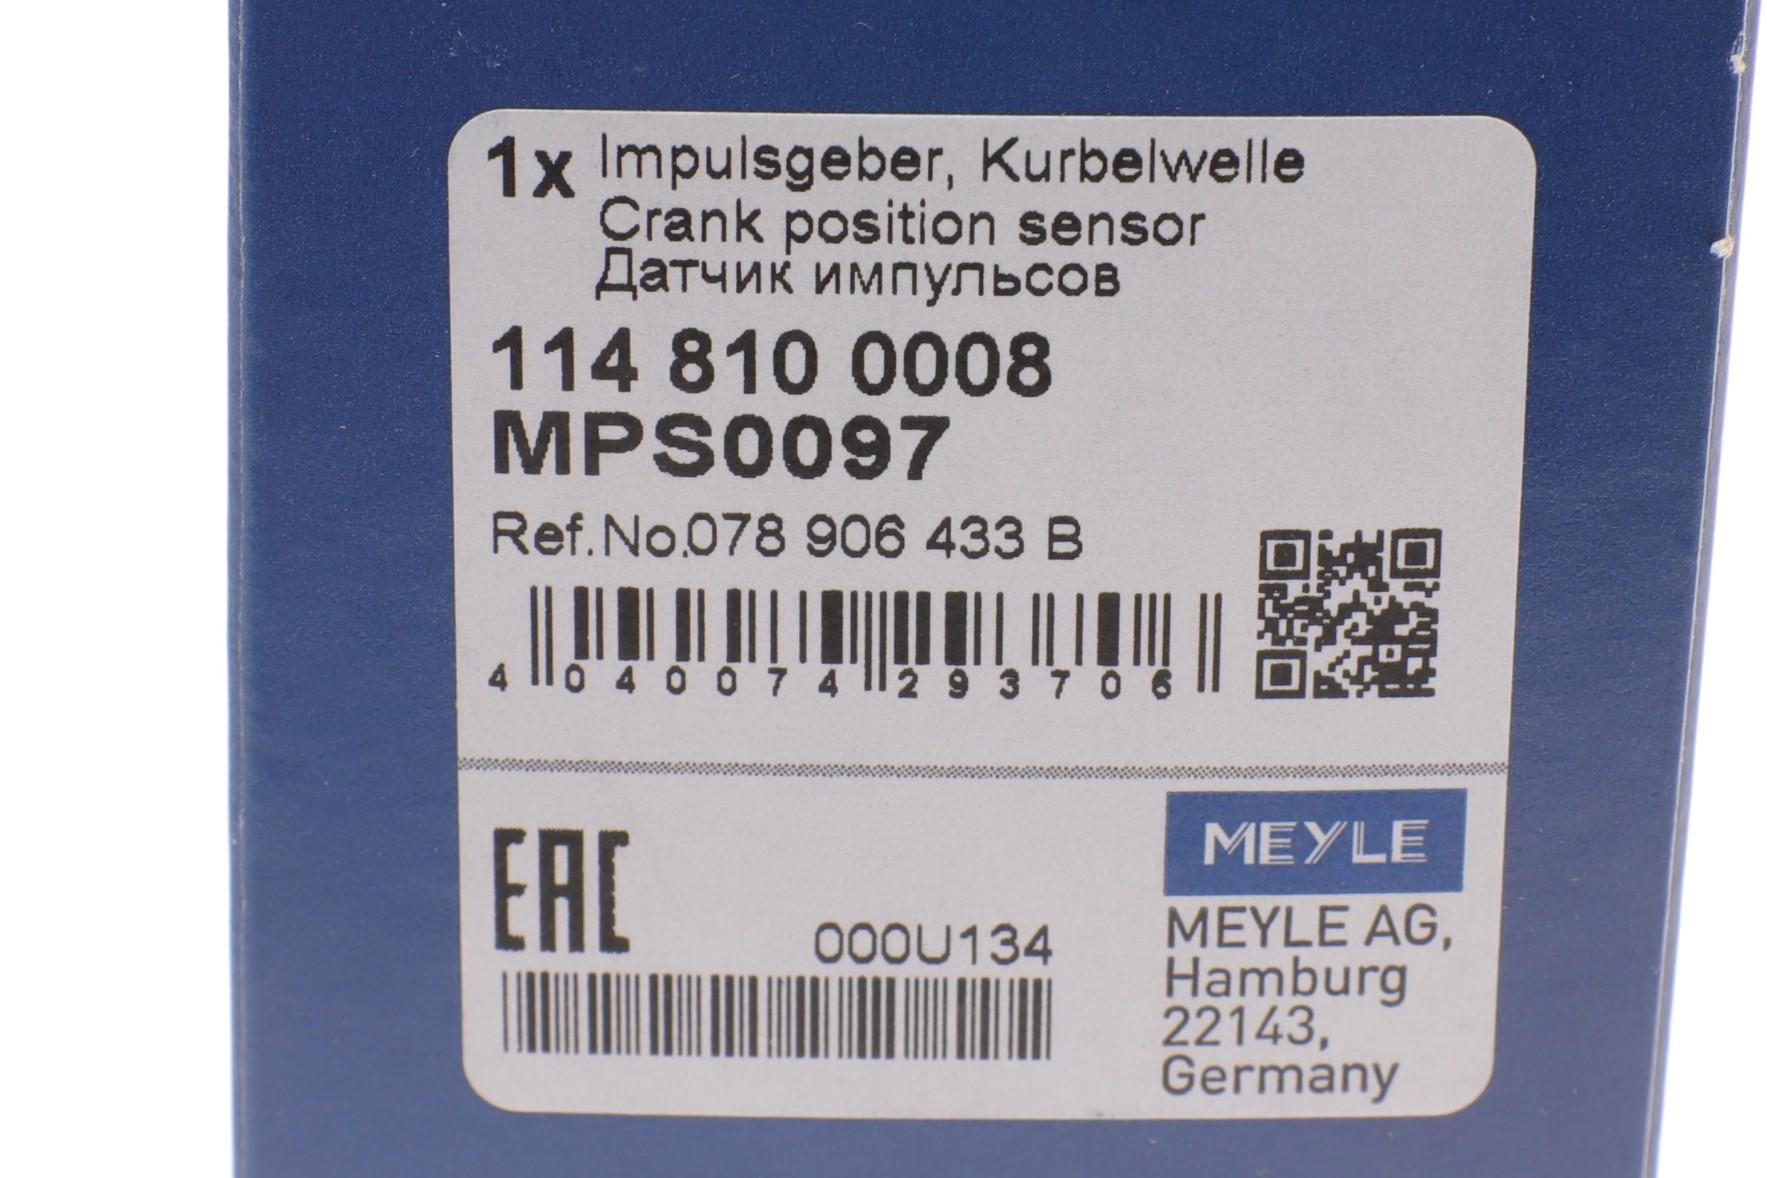 1x Impulsgeber, Kurbelwelle
Crank position sensor
Датчик импульсов
114 810 0008
MPS0097
Ref.No.078 906 433 B
4 040074 293706
EAC
000U134
MEYLE
MEYLE AG,
Hamburg
22143,
Germany